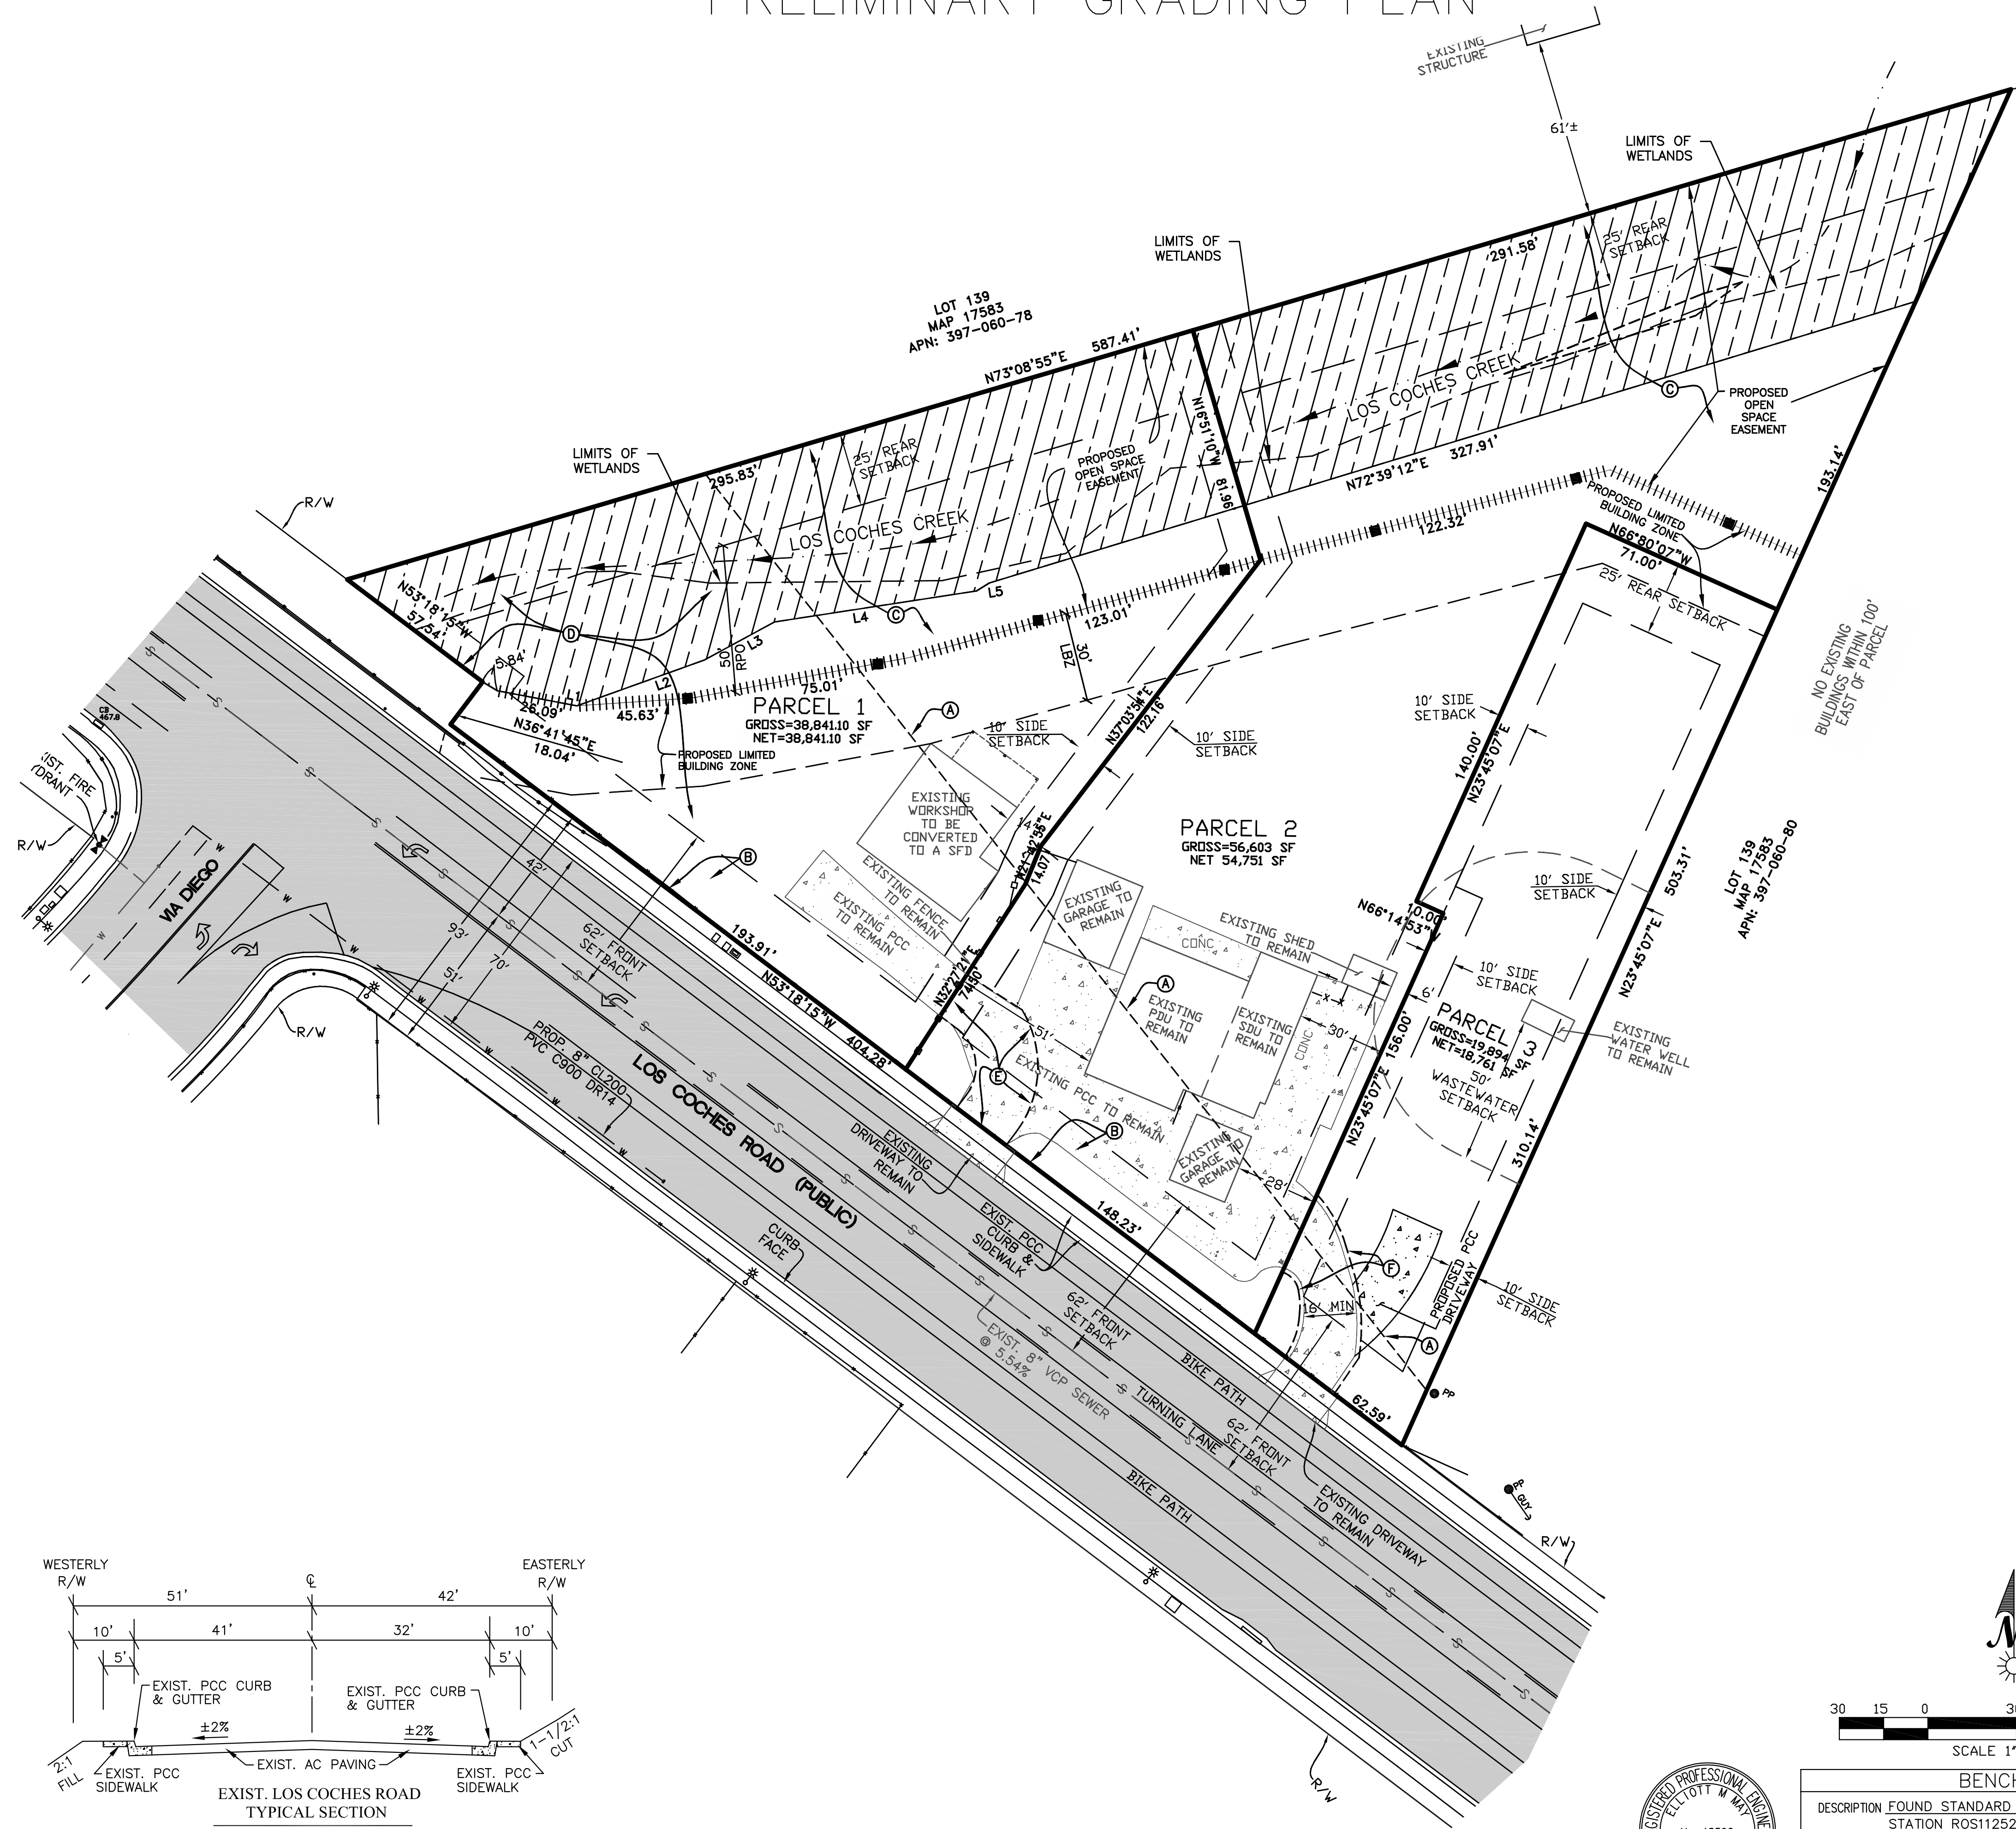 PRELIMINARY GRADING PLAN
EXISTING
STRUCTURE
61'±
LIMITS OF
WETLANDS
LIMITS OF
WETLANDS
25' REAR
SETBACK
291.58'
LOT 139
MAP 17583
APN: 397-060-78
N73°08'55"E 587.41'
LOS COCHES CREEK
C
PROPOSED
OPEN
SPACE
EASEMENT
N16°51'10"W
81.96'
LIMITS OF
WETLANDS
25' REAR
SETBACK
PROPOSED
OPEN SPACE
EASEMENT
295.83'
N72°39'12"E 327.91'
193.14'
R/W
LOS COCHES CREEK
PROPOSED LIMITED
BUILDING ZONE
122.32'
N66°80'07"W
71.00'
25' REAR SETBACK
N53°18'15"W
57.54'
D
C
L5
L4
L3
L2
L1
123.01'
50'
RPO
30'
LBZ
5.84'
26.09'
45.63'
75.01'
N36°41'45"E
18.04'
PARCEL 1
GROSS=38,841.10 SF
NET=38,841.10 SF
PROPOSED LIMITED
BUILDING ZONE
A
10' SIDE
SETBACK
N37°03'54"E
122.16'
10' SIDE
SETBACK
10' SIDE
SETBACK
140.00'
N23°45'07"E
NO EXISTING
BUILDINGS WITHIN 100'
EAST OF PARCEL
CB
467.8
R/W
VIA DIEGO
EXISTING
WORKSHOP
TO BE
CONVERTED
TO A SFD
14'
N21°42'55"E
14.07'
PARCEL 2
GROSS=56,603 SF
NET 54,751 SF
LOT 139
MAP 17583
APN: 397-060-80
503.31'
N23°45'07"E
10' SIDE
SETBACK
B
EXISTING FENCE
TO REMAIN
EXISTING PCC
TO REMAIN
EXISTING
GARAGE TO
REMAIN
EXISTING SHED
TO REMAIN
CONC
N66°14'53"W
10.00'
10' SIDE
SETBACK
42'
93'
51'
70'
62' FRONT
SETBACK
193.91'
N53°18'15"W
404.28'
N32°27'21"E
74.50'
A
EXISTING
PDU TO
REMAIN
EXISTING
SDU TO
REMAIN
CONC
30'
6'
156.00'
N23°45'07"E
PARCEL 3
GROSS=19,894 SF
NET=18,761 SF
50'
WASTEWATER
SETBACK
EXISTING
WATER WELL
TO REMAIN
310.14'
R/W
PROP. 8" CL200
PVC C900 DR14
LOS COCHES ROAD (PUBLIC)
51'
E
EXISTING PCC TO REMAIN
B
EXISTING
GARAGE TO
REMAIN
28'
EXISTING
DRIVEWAY TO
REMAIN
EXIST. PCC
CURB &
SIDEWALK
148.23'
CURB
FACE
62' FRONT
SETBACK
F
16' MIN
PROPOSED PCC
DRIVEWAY
10' SIDE
SETBACK
A
PP
EXIST. 8" VCP SEWER
@ 5.54%
BIKE PATH
TURNING LANE
62' FRONT
SETBACK
62.59'
BIKE PATH
EXISTING DRIVEWAY
TO REMAIN
PP
GUY
R/W
R/W
WESTERLY
R/W
EASTERLY
R/W
51' 42'
10' 41' 32' 10'
5' 5'
EXIST. PCC CURB
& GUTTER
EXIST. PCC CURB
& GUTTER
±2% ±2%
2:1
FILL
1-1/2:1
CUT
EXIST. PCC
SIDEWALK
EXIST. AC PAVING
EXIST. PCC
SIDEWALK
EXIST. LOS COCHES ROAD
TYPICAL SECTION
N
30 15 0
SCALE 1"
ELLIOTT M MAY
DESCRIPTION FOUND STANDARD
STATION ROS11252